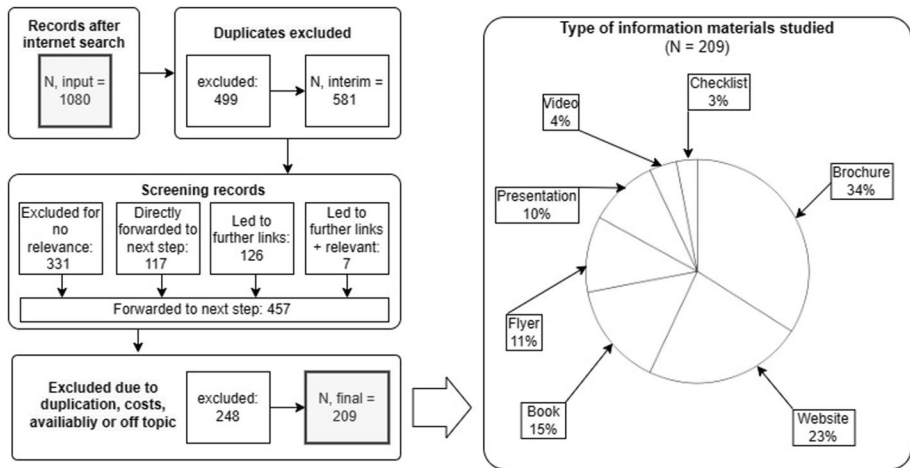 Records after
internet search
N, input =
1080
Duplicates excluded
excluded:
499
N, interim =
581
Screening records
Excluded for
no
relevance:
331
Directly
forwarded to
next step:
117
Led to
further
links:
126
Led to
further links
+ relevant:
7
Forwarded to next step: 457
Excluded due to
duplication, costs,
availiabliy or off topic
excluded:
248
N, final =
209
Type of information materials studied
(N = 209)
Checklist
3%
Video
4%
Brochure
34%
Presentation
10%
Flyer
11%
Book
15%
Website
23%